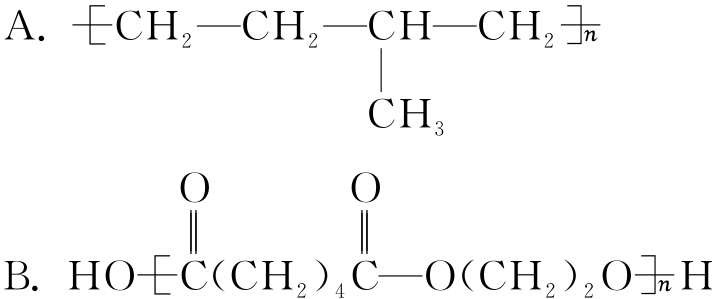 A. ⁅CH₂—CH₂—CH—CH₂⁆ₙ
CH₃
O O
B. HO⁅C(CH₂)₄C—O(CH₂)₂O⁆ₙH